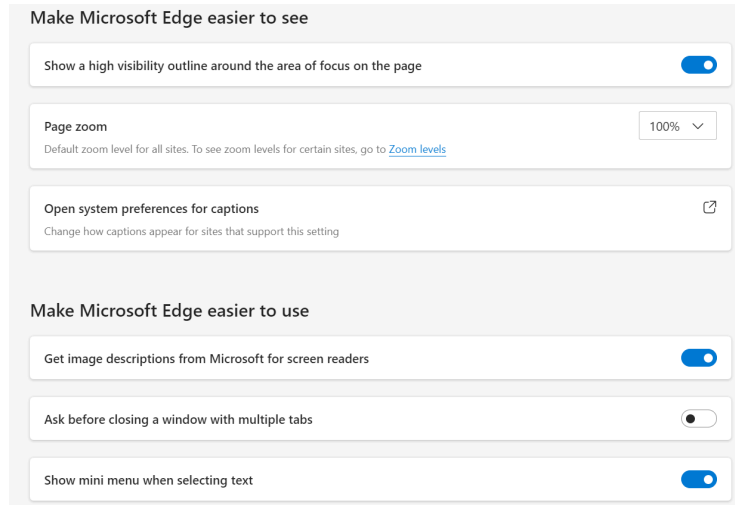 Make Microsoft Edge easier to see
Show a high visibility outline around the area of focus on the page
Page zoom
100%
Default zoom level for all sites. To see zoom levels for certain sites, go to Zoom levels
Open system preferences for captions
Change how captions appear for sites that support this setting
Make Microsoft Edge easier to use
Get image descriptions from Microsoft for screen readers
Ask before closing a window with multiple tabs
Show mini menu when selecting text